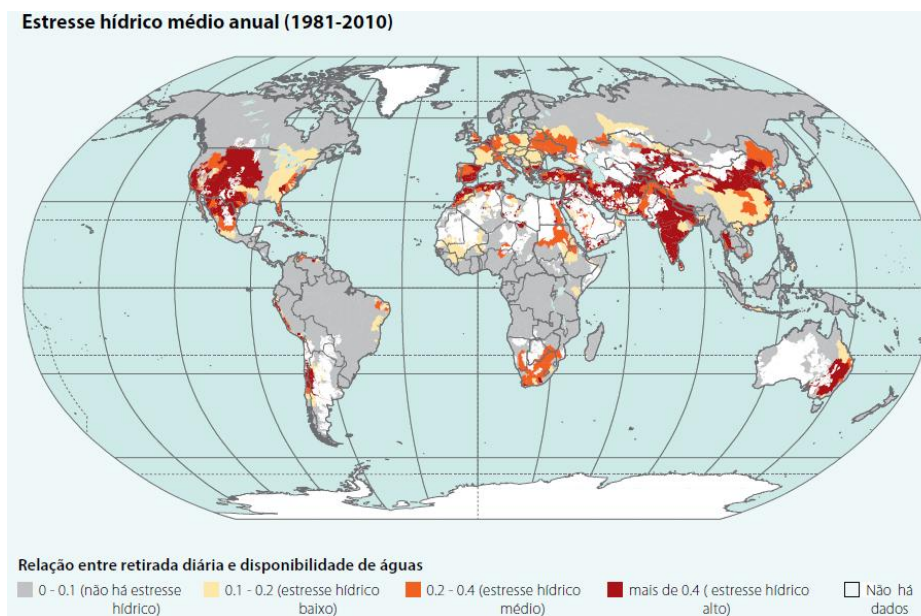 Estresse hídrico médio anual (1981-2010)
Relação entre retirada diária e disponibilidade de águas
0 - 0.1 (não há estresse hídrico)
0.1 - 0.2 (estresse hídrico baixo)
0.2 - 0.4 (estresse hídrico médio)
mais de 0.4 ( estresse hídrico alto)
Não há dados